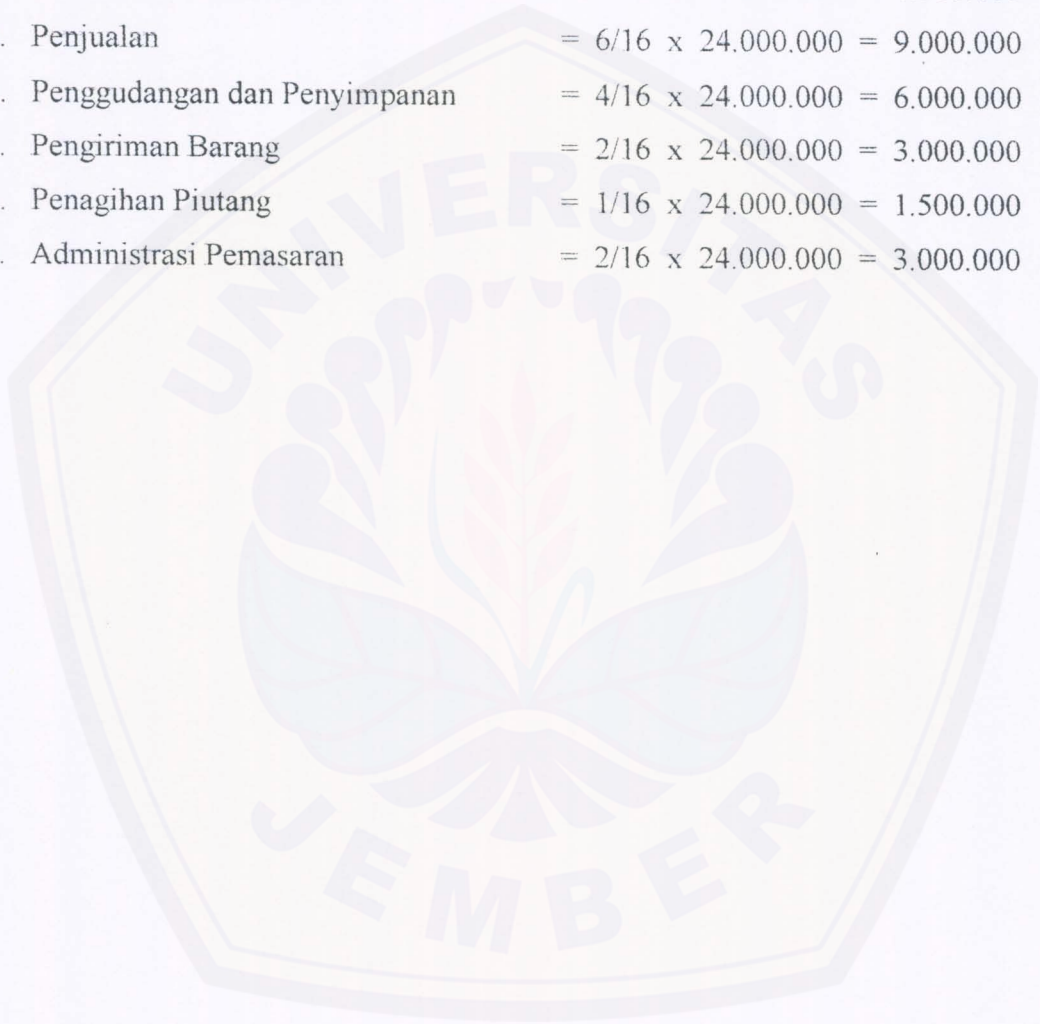 . Penjualan = 6/16 x 24.000.000 = 9.000.000
. Penggudangan dan Penyimpanan = 4/16 x 24.000.000 = 6.000.000
. Pengiriman Barang = 2/16 x 24.000.000 = 3.000.000
. Penagihan Piutang = 1/16 x 24.000.000 = 1.500.000
. Administrasi Pemasaran = 2/16 x 24.000.000 = 3.000.000
UNIVERSITAS
JEMBER